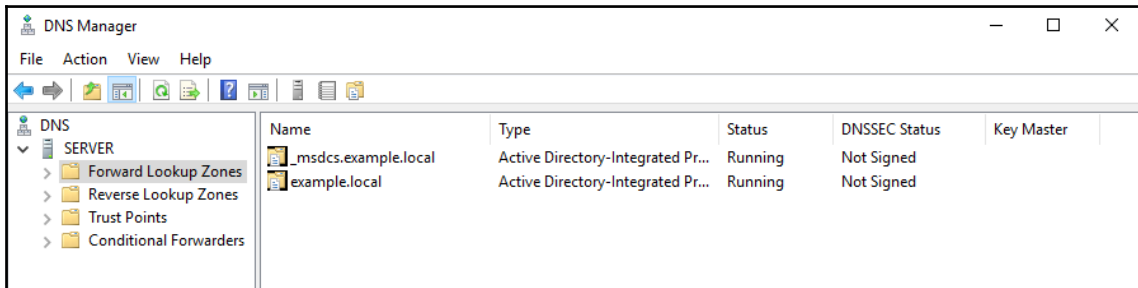 DNS Manager
File Action View Help
DNS
SERVER
Forward Lookup Zones
Reverse Lookup Zones
Trust Points
Conditional Forwarders
Name Type Status DNSSEC Status Key Master
_msdcs.example.local Active Directory-Integrated Pr... Running Not Signed
example.local Active Directory-Integrated Pr... Running Not Signed